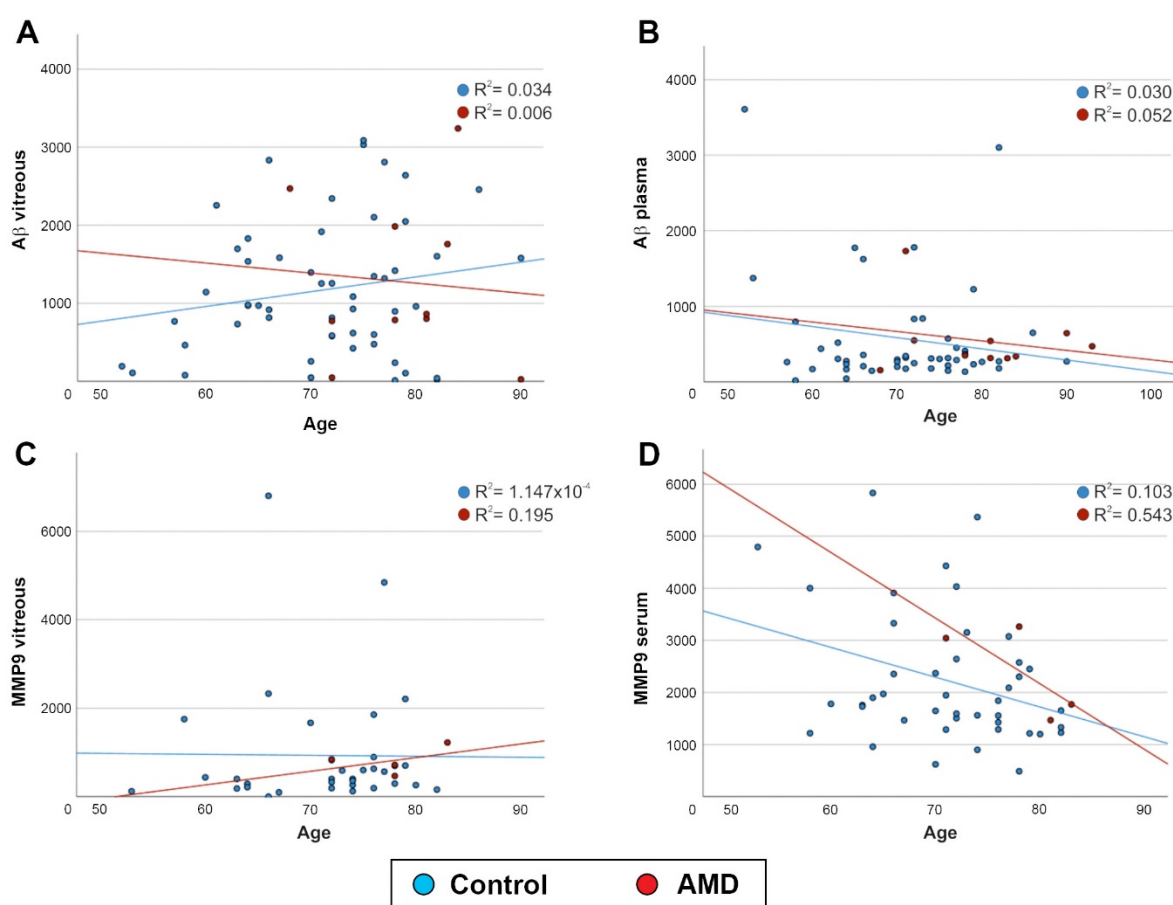 A
Aβ vitreous
4000
3000
2000
1000
0
50
60
70
80
90
Age
R²= 0.034
R²= 0.006
B
Aβ plasma
4000
3000
2000
1000
0
50
60
70
80
90
100
Age
R²= 0.030
R²= 0.052
C
MMP9 vitreous
6000
4000
2000
0
50
60
70
80
90
Age
R²= 1.147x10⁻⁴
R²= 0.195
D
MMP9 serum
6000
5000
4000
3000
2000
1000
0
50
70
80
90
Age
R²= 0.103
R²= 0.543
Control
AMD